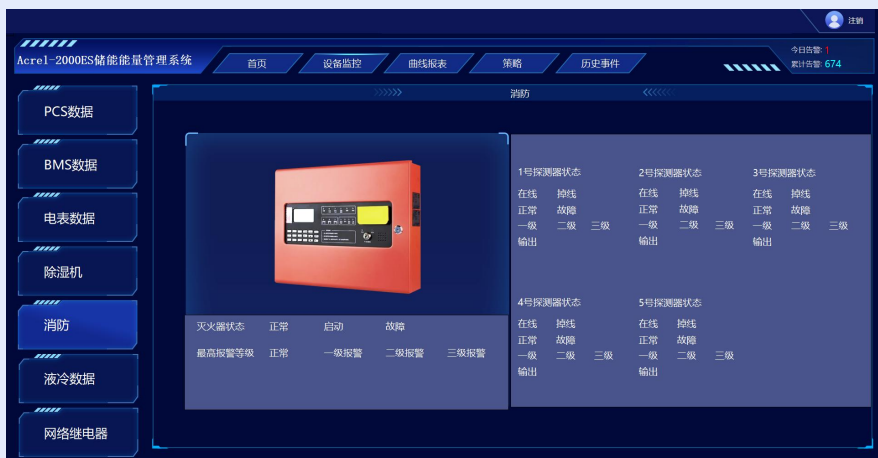 注销
Acrel-2000ES储能能量管理系统
首页 设备监控 曲线报表 策略 历史事件
今日告警: 1
累计告警: 674
PCS数据
BMS数据
电表数据
除湿机
消防
液冷数据
网络继电器
消防
灭火器状态 正常 启动 故障
最高报警等级 正常 一级报警 二级报警 三级报警
1号探测器状态 2号探测器状态 3号探测器状态
在线 掉线 在线 掉线 在线 掉线
正常 故障 正常 故障 正常 故障
一级 二级 三级 一级 二级 三级 一级 二级 三级
输出 输出 输出
4号探测器状态 5号探测器状态
在线 掉线 在线 掉线
正常 故障 正常 故障
一级 二级 三级 一级 二级 三级
输出 输出